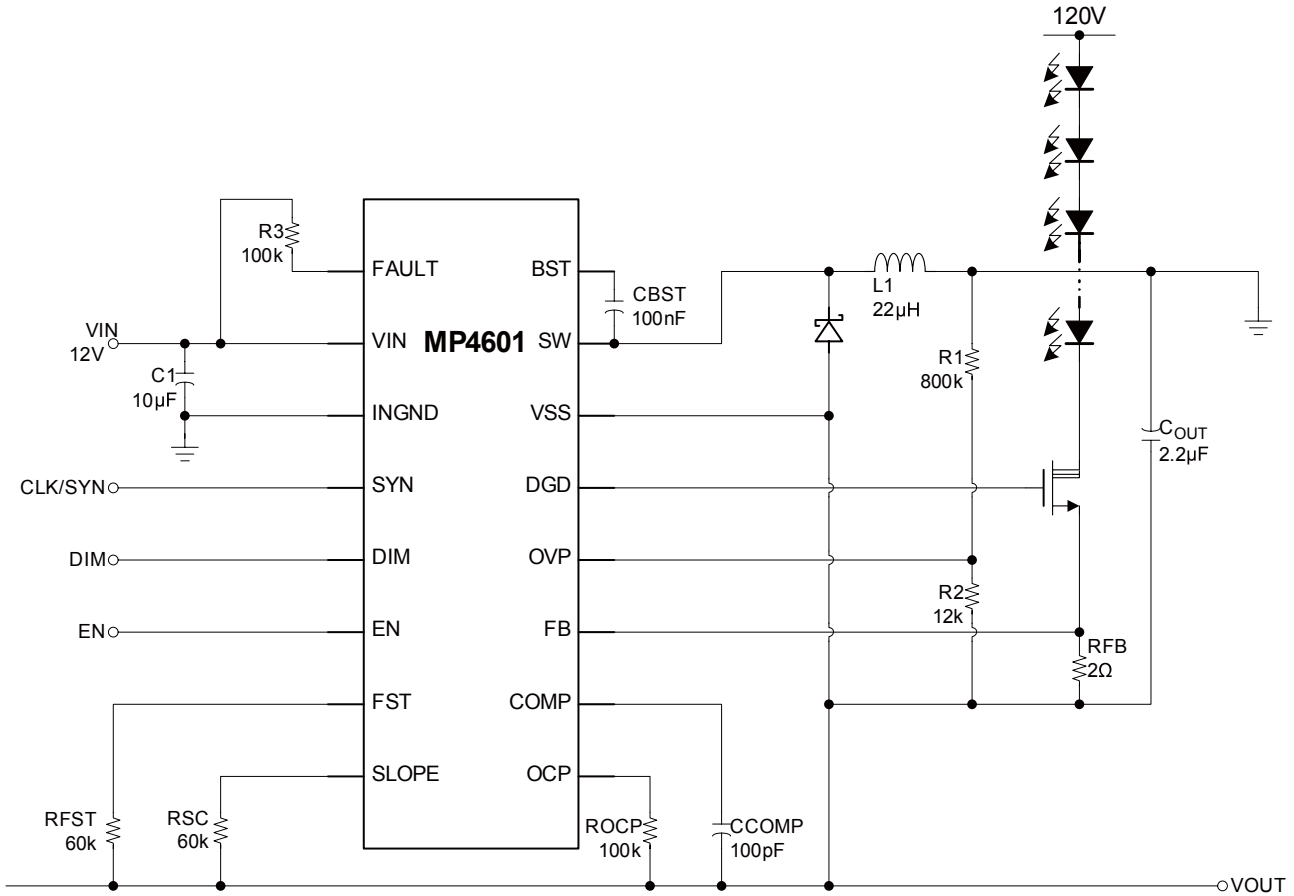 120V
R3
100k
FAULT
BST
CBST
100nF
L1
22µH
VIN
12V
VIN
MP4601
SW
R1
800k
C1
10µF
INGND
VSS
COUT
2.2µF
CLK/SYN
SYN
DGD
DIM
DIM
OVP
R2
12k
EN
EN
FB
RFB
2Ω
FST
COMP
SLOPE
OCP
RFST
60k
RSC
60k
ROCP
100k
CCOMP
100pF
VOUT